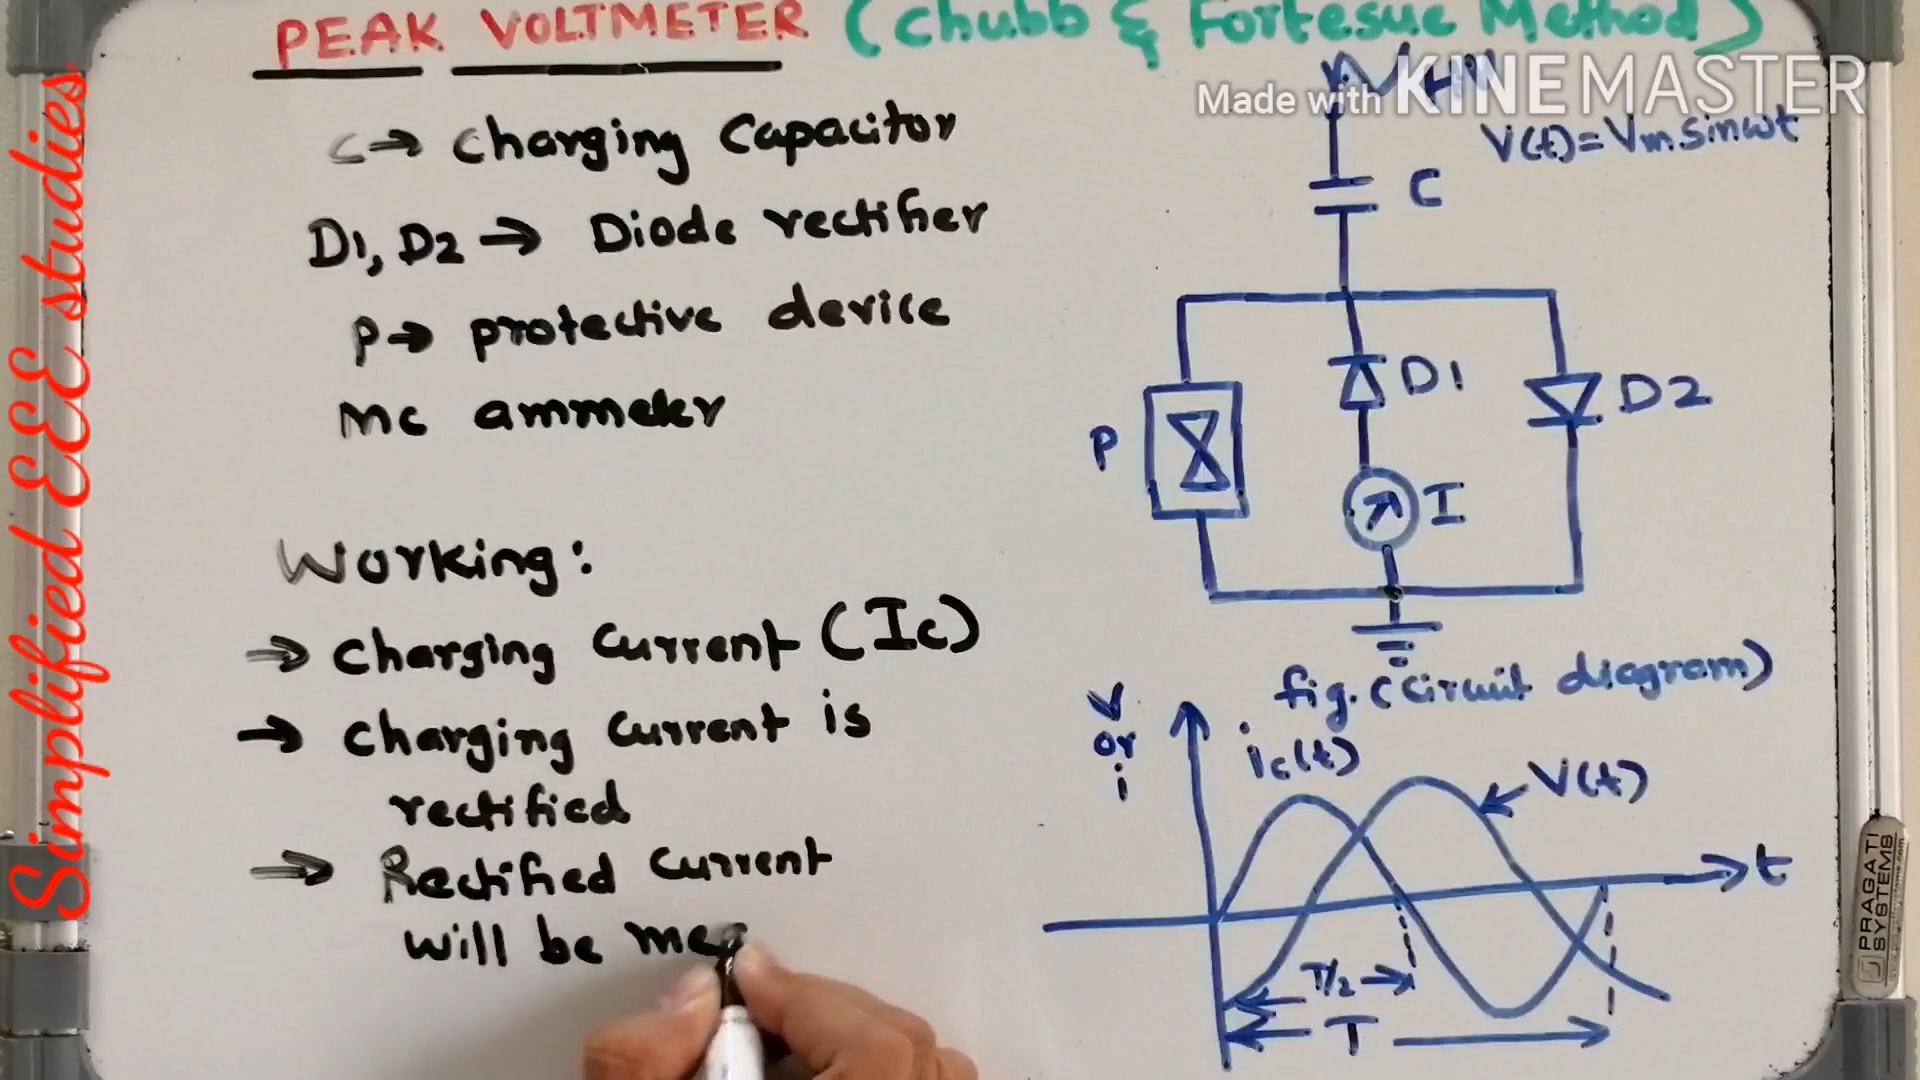 PEAK VOLTMETER (Chubb & Fortesue Method)
Made with KINEMASTER
V(t)=Vm.sinwt
C→ Charging Capacitor
C
D1, D2 → Diode rectifier
P→ protective device
D1
D2
MC ammeter
P
I
Working:
→ Charging current (Ic)
fig. (circuit diagram)
→ Charging current is
rectified
V
or
i
ic(t)
V(t)
→ Rectified current
will be mea
t
T/2
T
Simplified EEE studies
PRAGATI
SYSTEMS